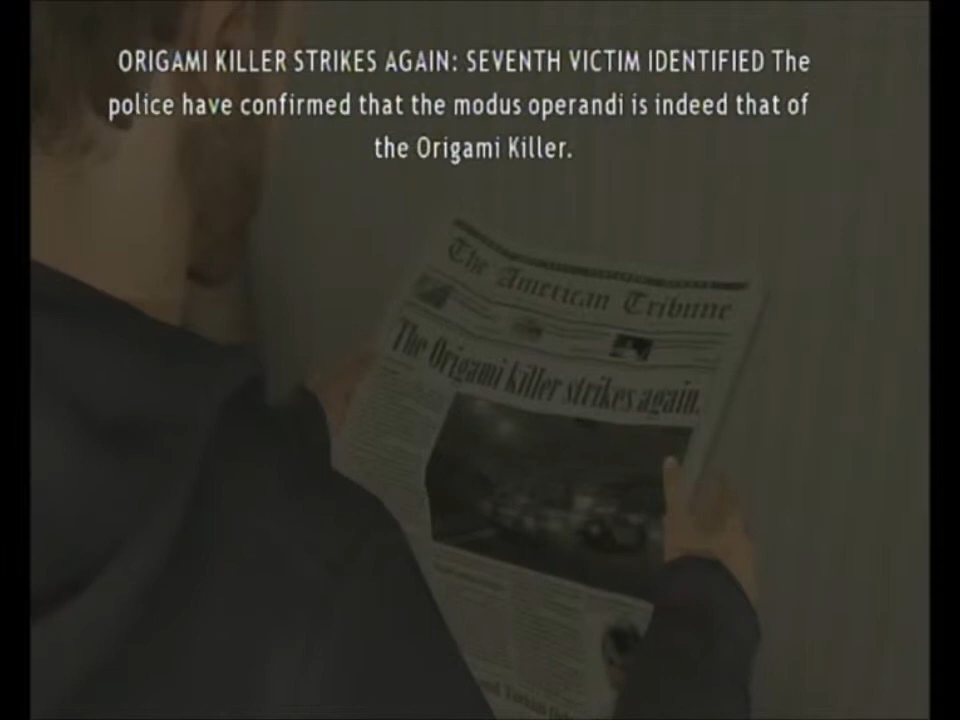 ORIGAMI KILLER STRIKES AGAIN: SEVENTH VICTIM IDENTIFIED The
police have confirmed that the modus operandi is indeed that of
the Origami Killer.
The American Tribune
The Origami killer strikes again.